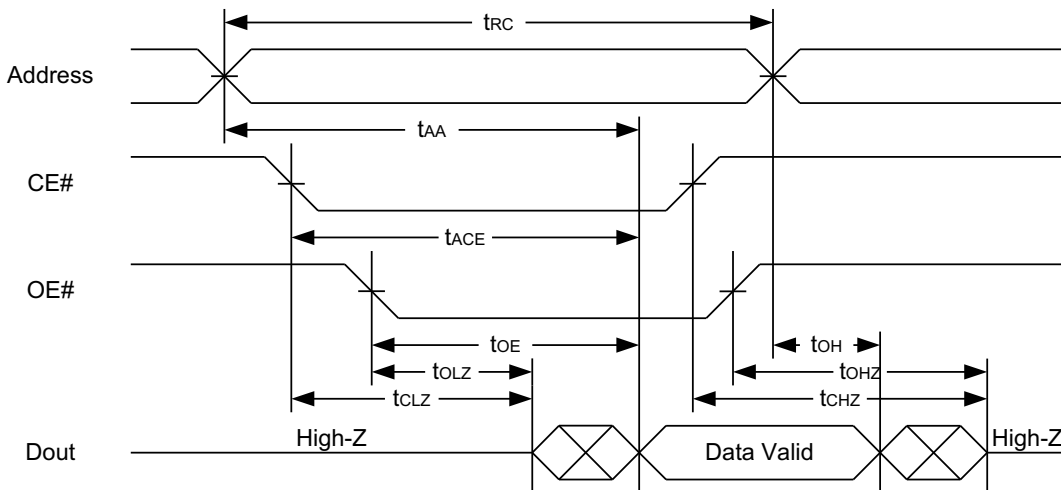 tRC
Address
tAA
CE#
tACE
OE#
tOE
tOH
tOLZ
tOHZ
tCLZ
tCHZ
Dout
High-Z
Data Valid
High-Z